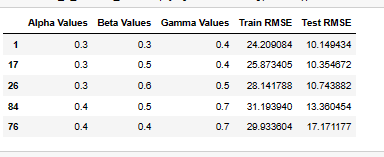 Alpha Values Beta Values Gamma Values Train RMSE Test RMSE
1 0.3 0.3 0.4 24.209084 10.149434
17 0.3 0.5 0.4 25.873405 10.354672
26 0.3 0.6 0.5 28.141788 10.743882
84 0.4 0.5 0.7 31.193940 13.360454
76 0.4 0.4 0.7 29.933604 17.171177